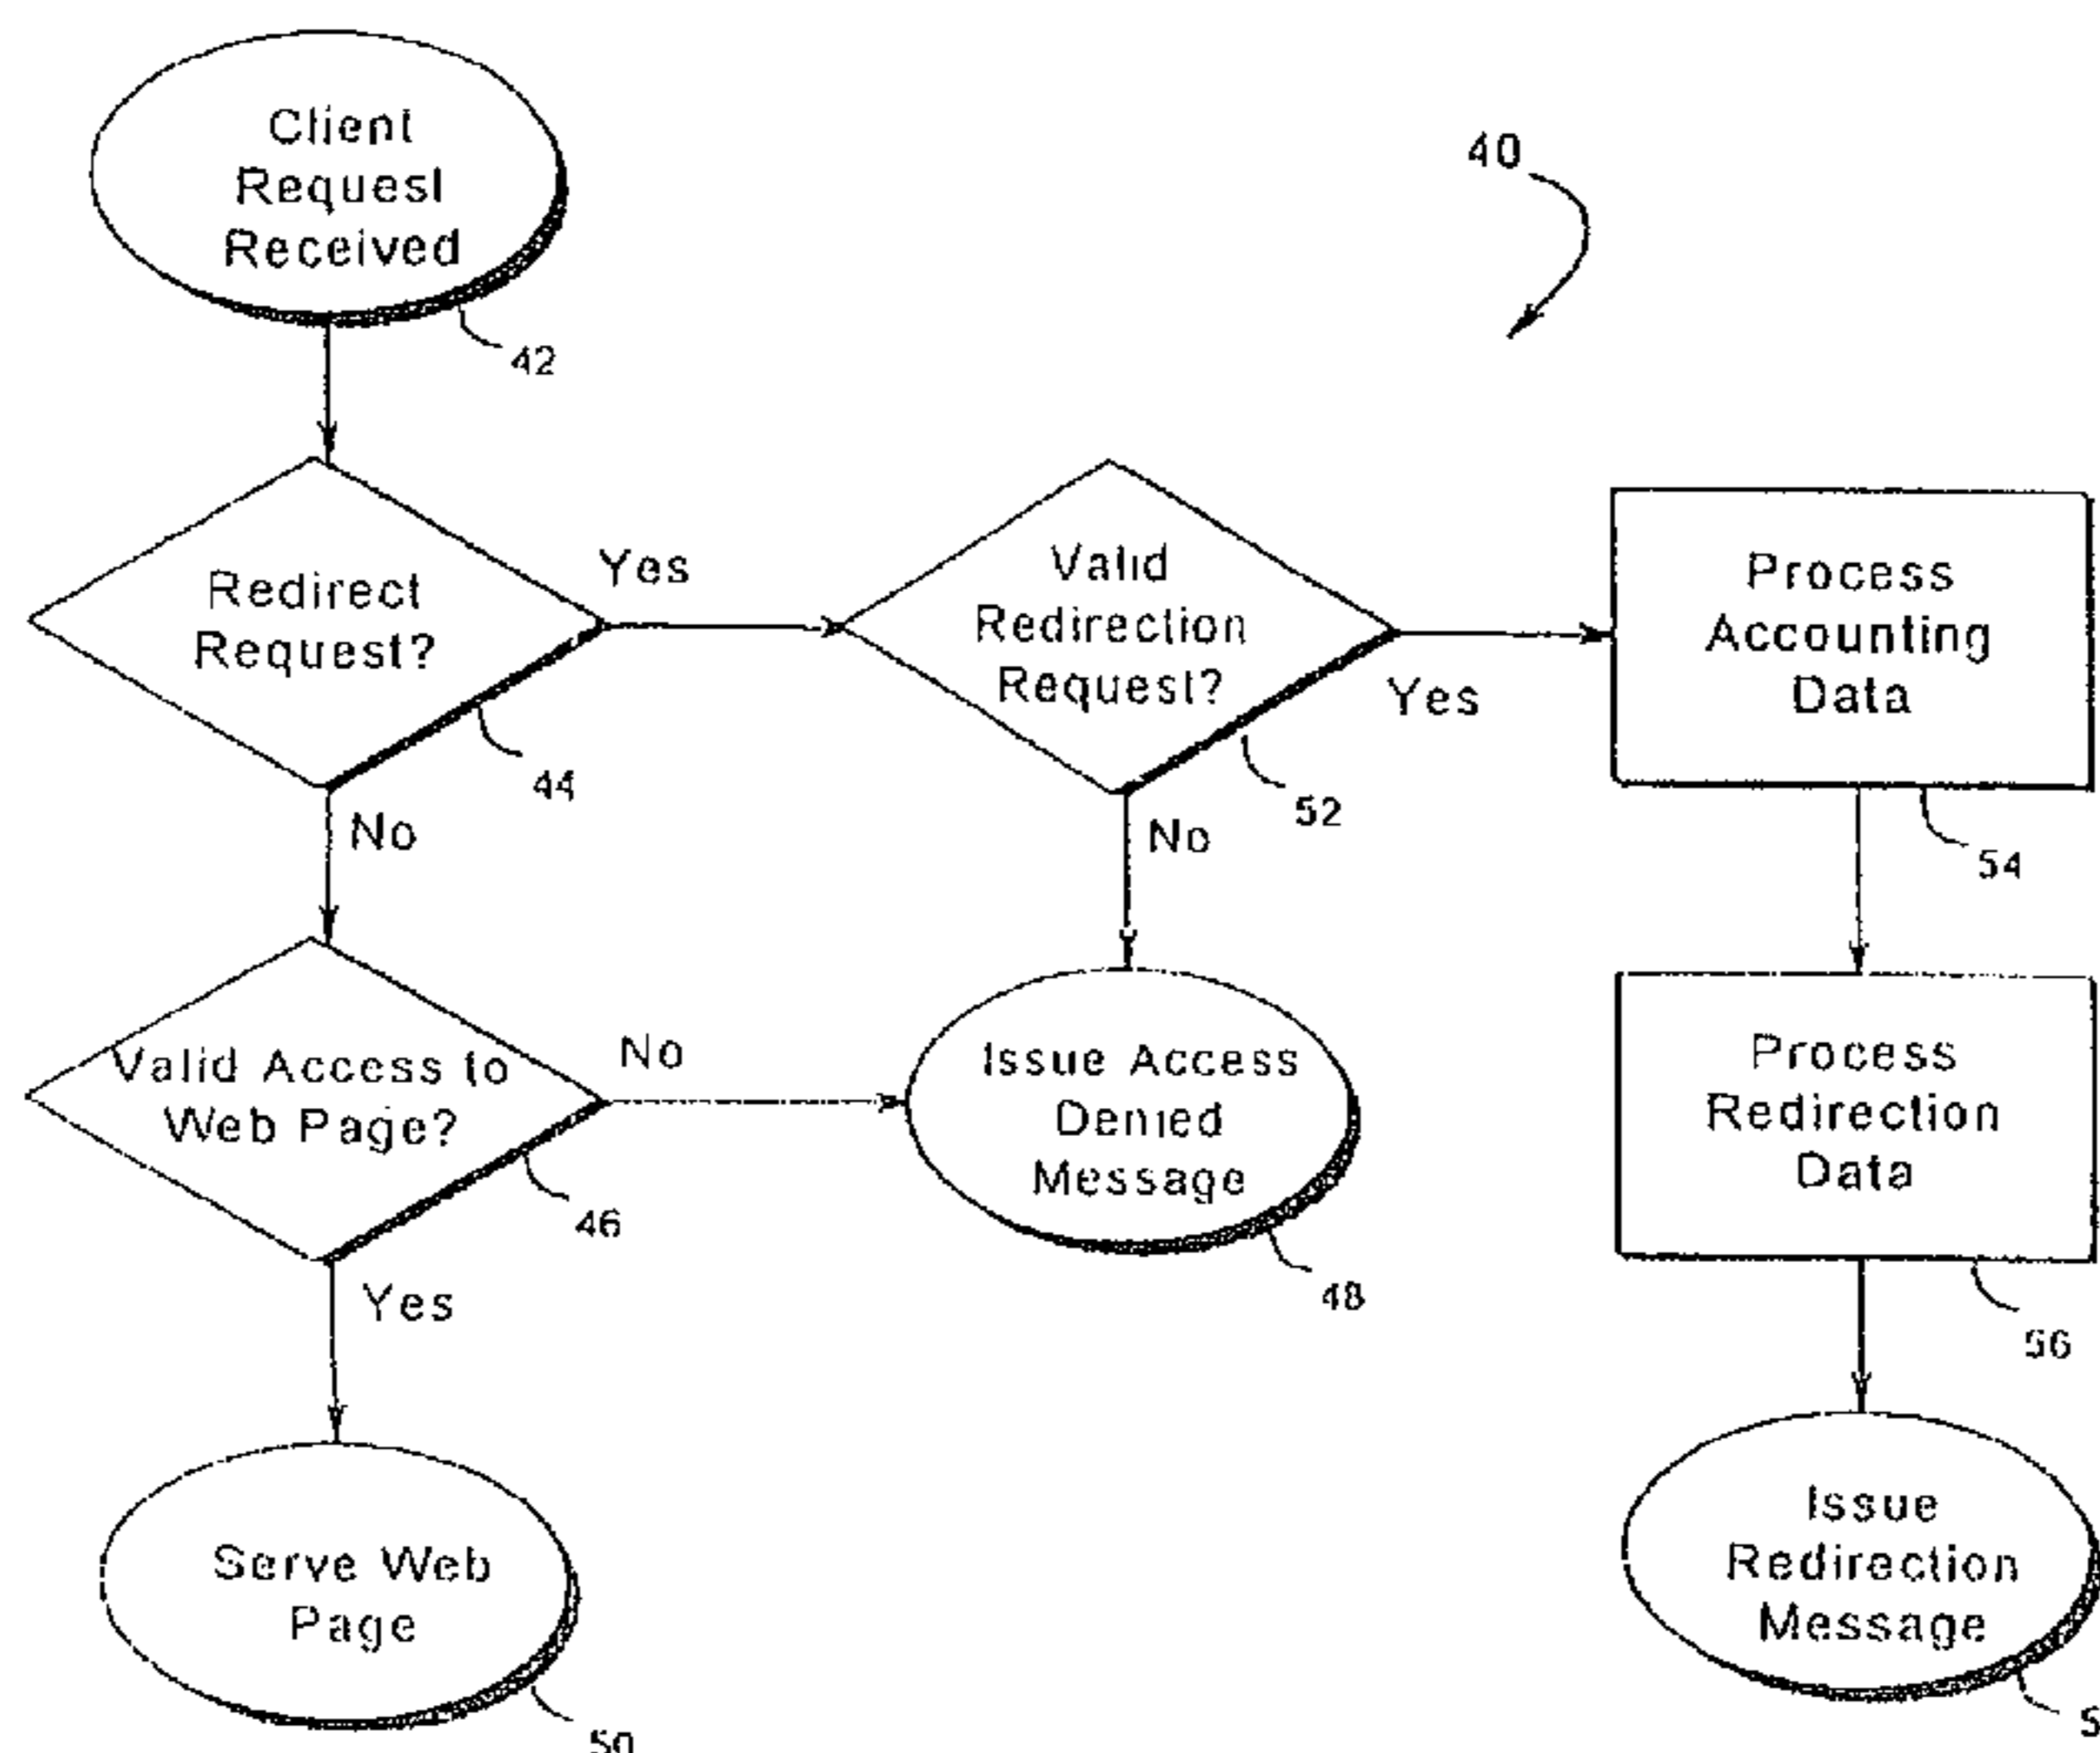 Client
Request
Received
42
40
Redirect
Request?
44
Yes
Valid
Redirection
Request?
52
Yes
Process
Accounting
Data
54
No
No
Valid Access to
Web Page?
46
No
Issue Access
Denied
Message
48
Process
Redirection
Data
56
Yes
Serve Web
Page
50
Issue
Redirection
Message